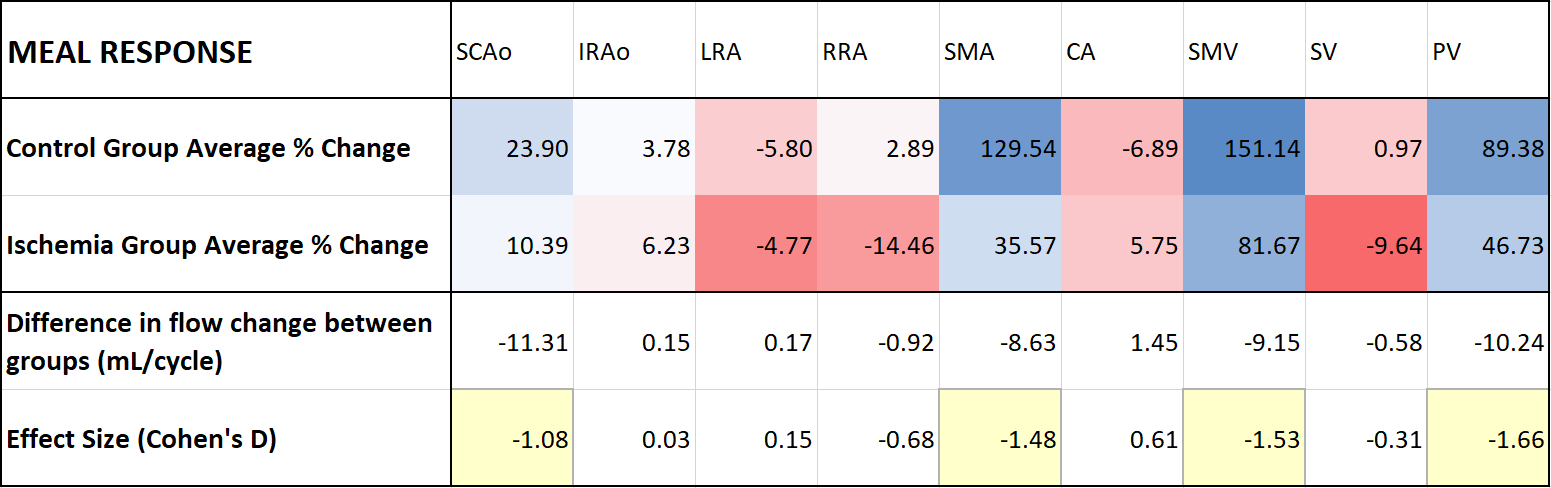 MEAL RESPONSE SCAo IRAo LRA RRA SMA CA SMV SV PV
Control Group Average % Change 23.90 3.78 -5.80 2.89 129.54 -6.89 151.14 0.97 89.38
Ischemia Group Average % Change 10.39 6.23 -4.77 -14.46 35.57 5.75 81.67 -9.64 46.73
Difference in flow change between
groups (mL/cycle) -11.31 0.15 0.17 -0.92 -8.63 1.45 -9.15 -0.58 -10.24
Effect Size (Cohen's D) -1.08 0.03 0.15 -0.68 -1.48 0.61 -1.53 -0.31 -1.66